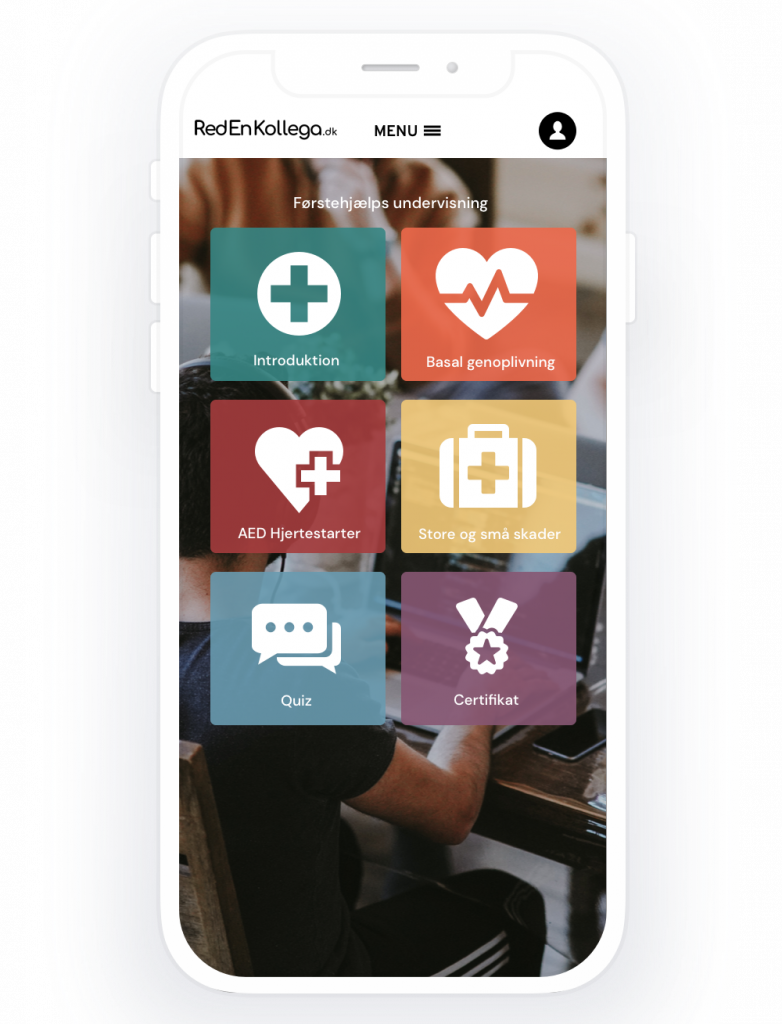 RedEnKollega.dk
MENU
Førstehjælps undervisning
Introduktion
Basal genoplivning
AED Hjertestarter
Store og små skader
Quiz
Certifikat